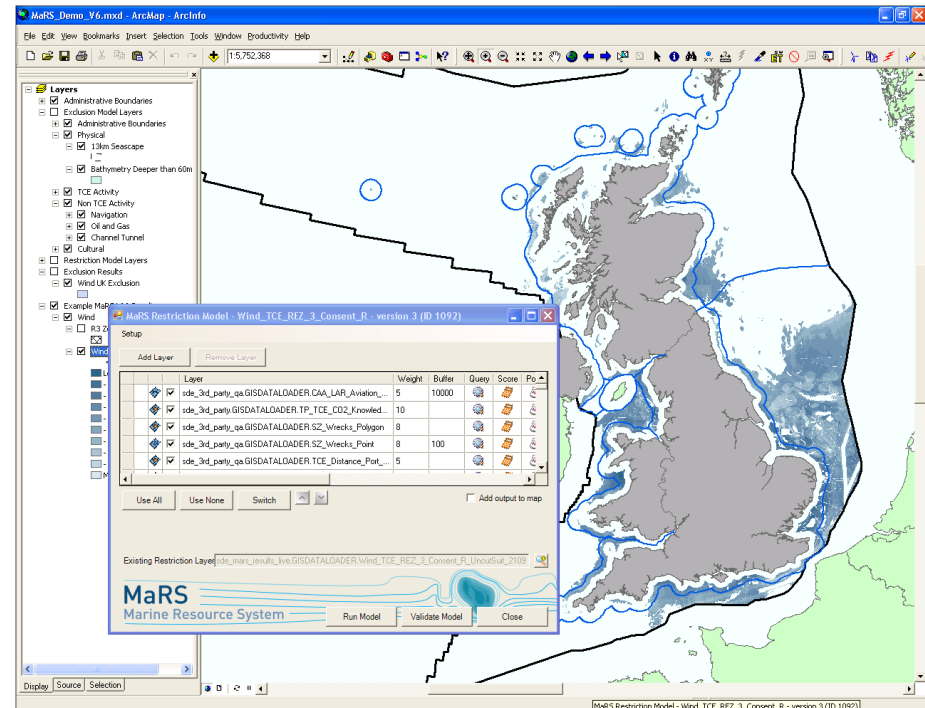 MaRS_Demo_V6.mxd - ArcMap - ArcInfo
File Edit View Bookmarks Insert Selection Tools Window Productivity Help
1:5,752,368
Layers
Administrative Boundaries
Exclusion Model Layers
Administrative Boundaries
Physical
13km Seascape
Bathymetry Deeper than 60m
TCE Activity
Non TCE Activity
Navigation
Oil and Gas
Channel Tunnel
Cultural
Restriction Model Layers
Exclusion Results
Wind UK Exclusion
Example MaR
Wind
R3 Z
Wind
MaRS Restriction Model - Wind_TCE_REZ_3_Consent_R - version 3 (ID 1092)
Setup
Add Layer Remove Layer
Layer Weight Buffer Query Score Po
sde_3rd_party_qa.GISDATALOADER.CAA_LAR_Aviation_... 5 10000
sde_3rd_party.GISDATALOADER.TP_TCE_CO2_Knowled... 10
sde_3rd_party_qa.GISDATALOADER.SZ_Wrecks_Polygon 8
sde_3rd_party_qa.GISDATALOADER.SZ_Wrecks_Point 8 100
sde_3rd_party_qa.GISDATALOADER.TCE_Distance_Port_... 5
Use All Use None Switch Add output to map
Existing Restriction Layer sde_mars_results_live.GISDATALOADER.Wind_TCE_REZ_3_Consent_R_UncutSuit_2109
MaRS
Marine Resource System
Run Model Validate Model Close
Display Source Selection
MaRS Restriction Model - Wind_TCE_REZ_3_Consent_R - version 3 (ID 1092)